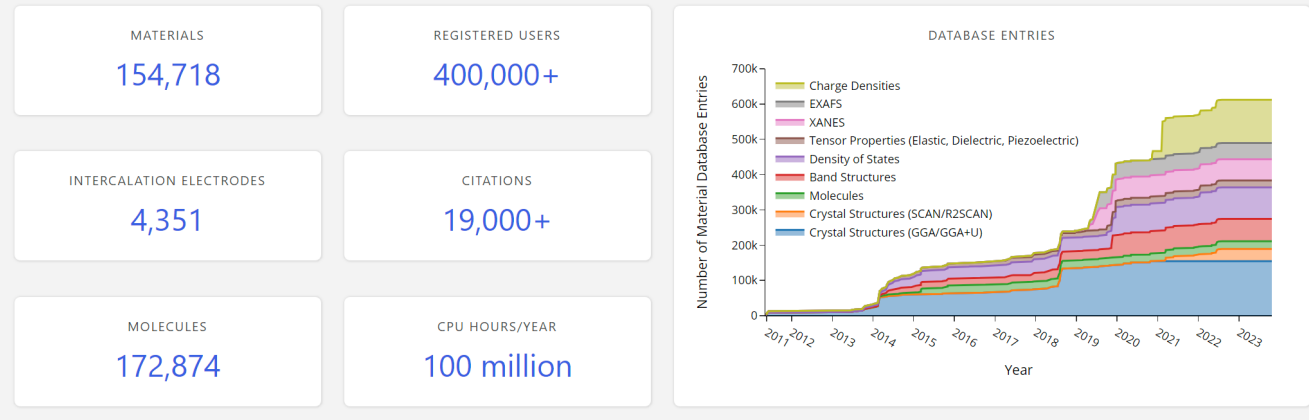 MATERIALS
154,718
REGISTERED USERS
400,000+
INTERCALATION ELECTRODES
4,351
CITATIONS
19,000+
MOLECULES
172,874
CPU HOURS/YEAR
100 million
DATABASE ENTRIES
Number of Material Database Entries
700k
600k
500k
400k
300k
200k
100k
0
Charge Densities
EXAFS
XANES
Tensor Properties (Elastic, Dielectric, Piezoelectric)
Density of States
Band Structures
Molecules
Crystal Structures (SCAN/R2SCAN)
Crystal Structures (GGA/GGA+U)
2011 2012 2013 2014 2015 2016 2017 2018 2019 2020 2021 2022 2023
Year